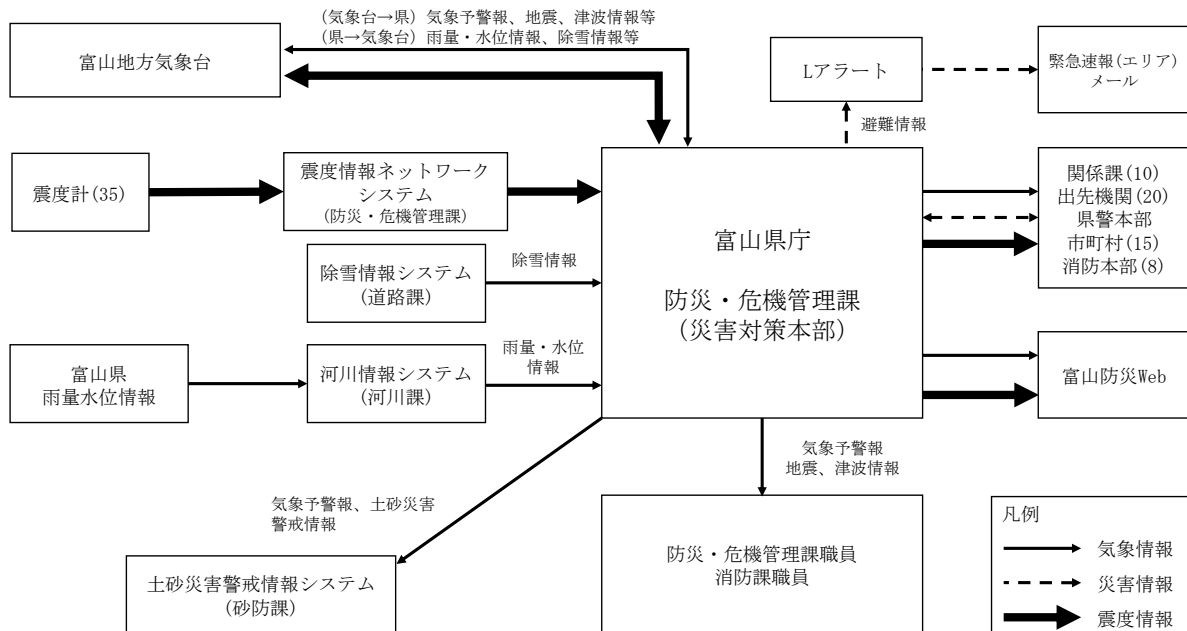 (気象台→県) 気象予警報、地震、津波情報等
(県→気象台) 雨量・水位情報、除雪情報等
富山地方気象台
Lアラート
緊急速報(エリア)
メール
避難情報
震度計(35)
震度情報ネットワーク
システム
(防災・危機管理課)
富山県庁
防災・危機管理課
(災害対策本部)
関係課(10)
出先機関(20)
県警本部
市町村(15)
消防本部(8)
除雪情報システム
(道路課)
除雪情報
富山県
雨量水位情報
河川情報システム
(河川課)
雨量・水位
情報
富山防災Web
気象予警報
地震、津波情報
気象予警報、土砂災害
警戒情報
土砂災害警戒情報システム
(砂防課)
防災・危機管理課職員
消防課職員
凡例
気象情報
災害情報
震度情報